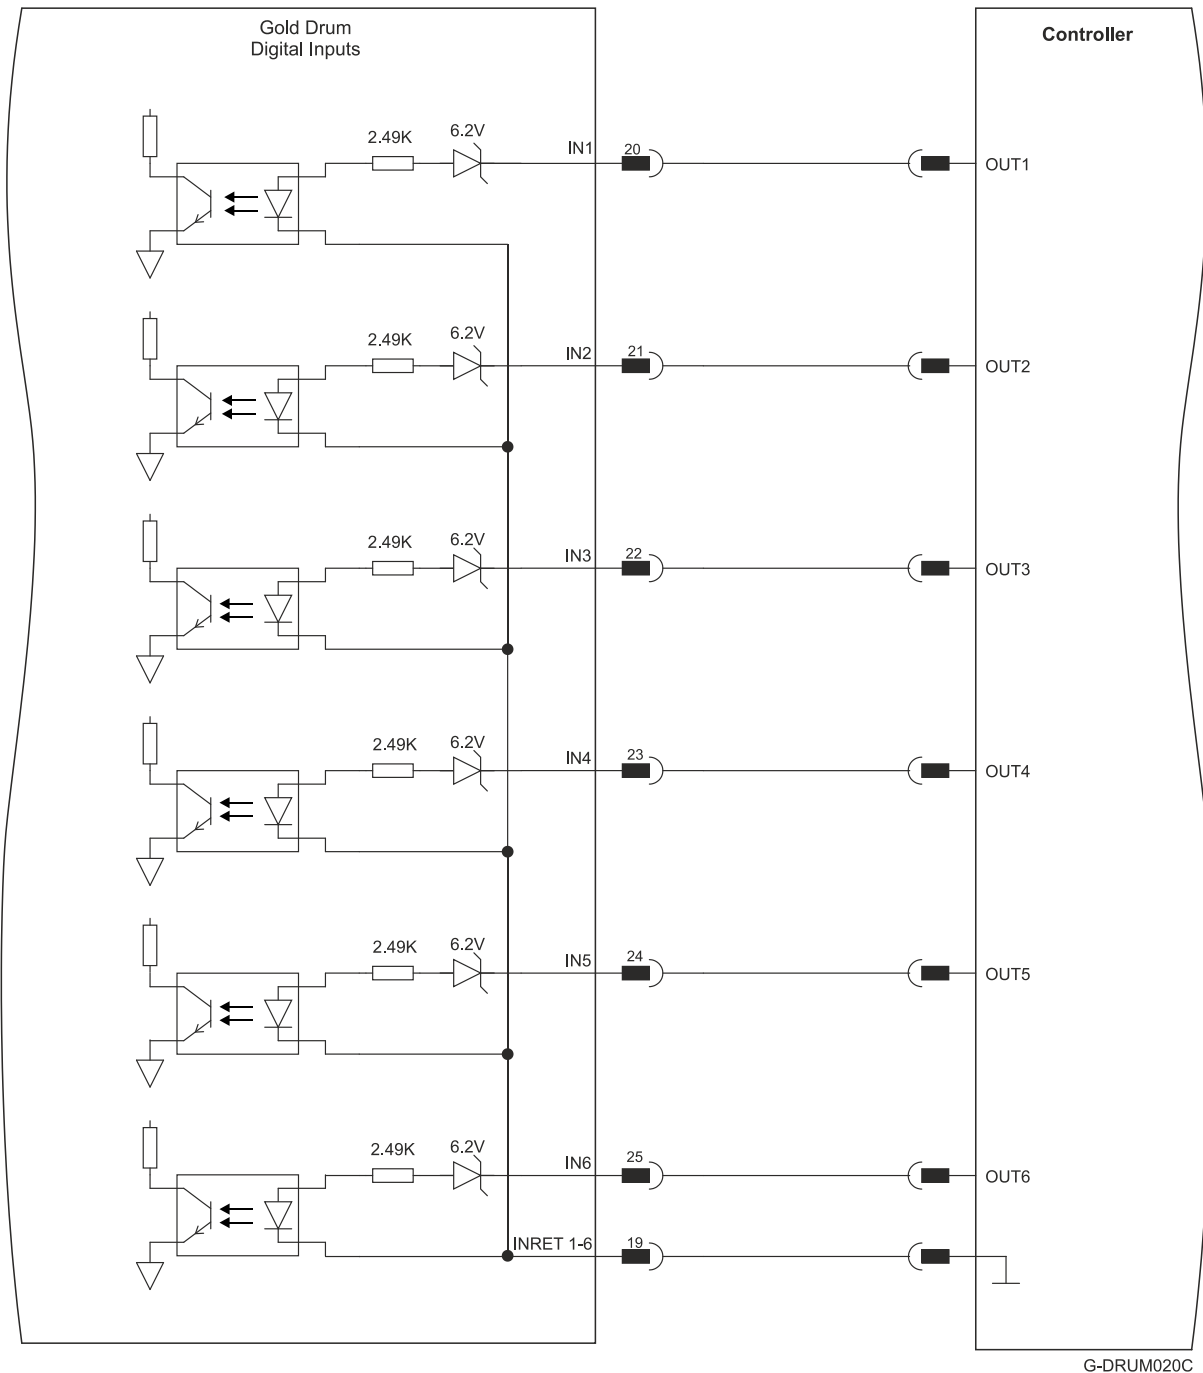 Gold Drum
Digital Inputs
Controller
2.49K
6.2V
IN1
20
OUT1
2.49K
6.2V
IN2
21
OUT2
2.49K
6.2V
IN3
22
OUT3
2.49K
6.2V
IN4
23
OUT4
2.49K
6.2V
IN5
24
OUT5
2.49K
6.2V
IN6
25
OUT6
INRET 1-6
19
G-DRUM020C